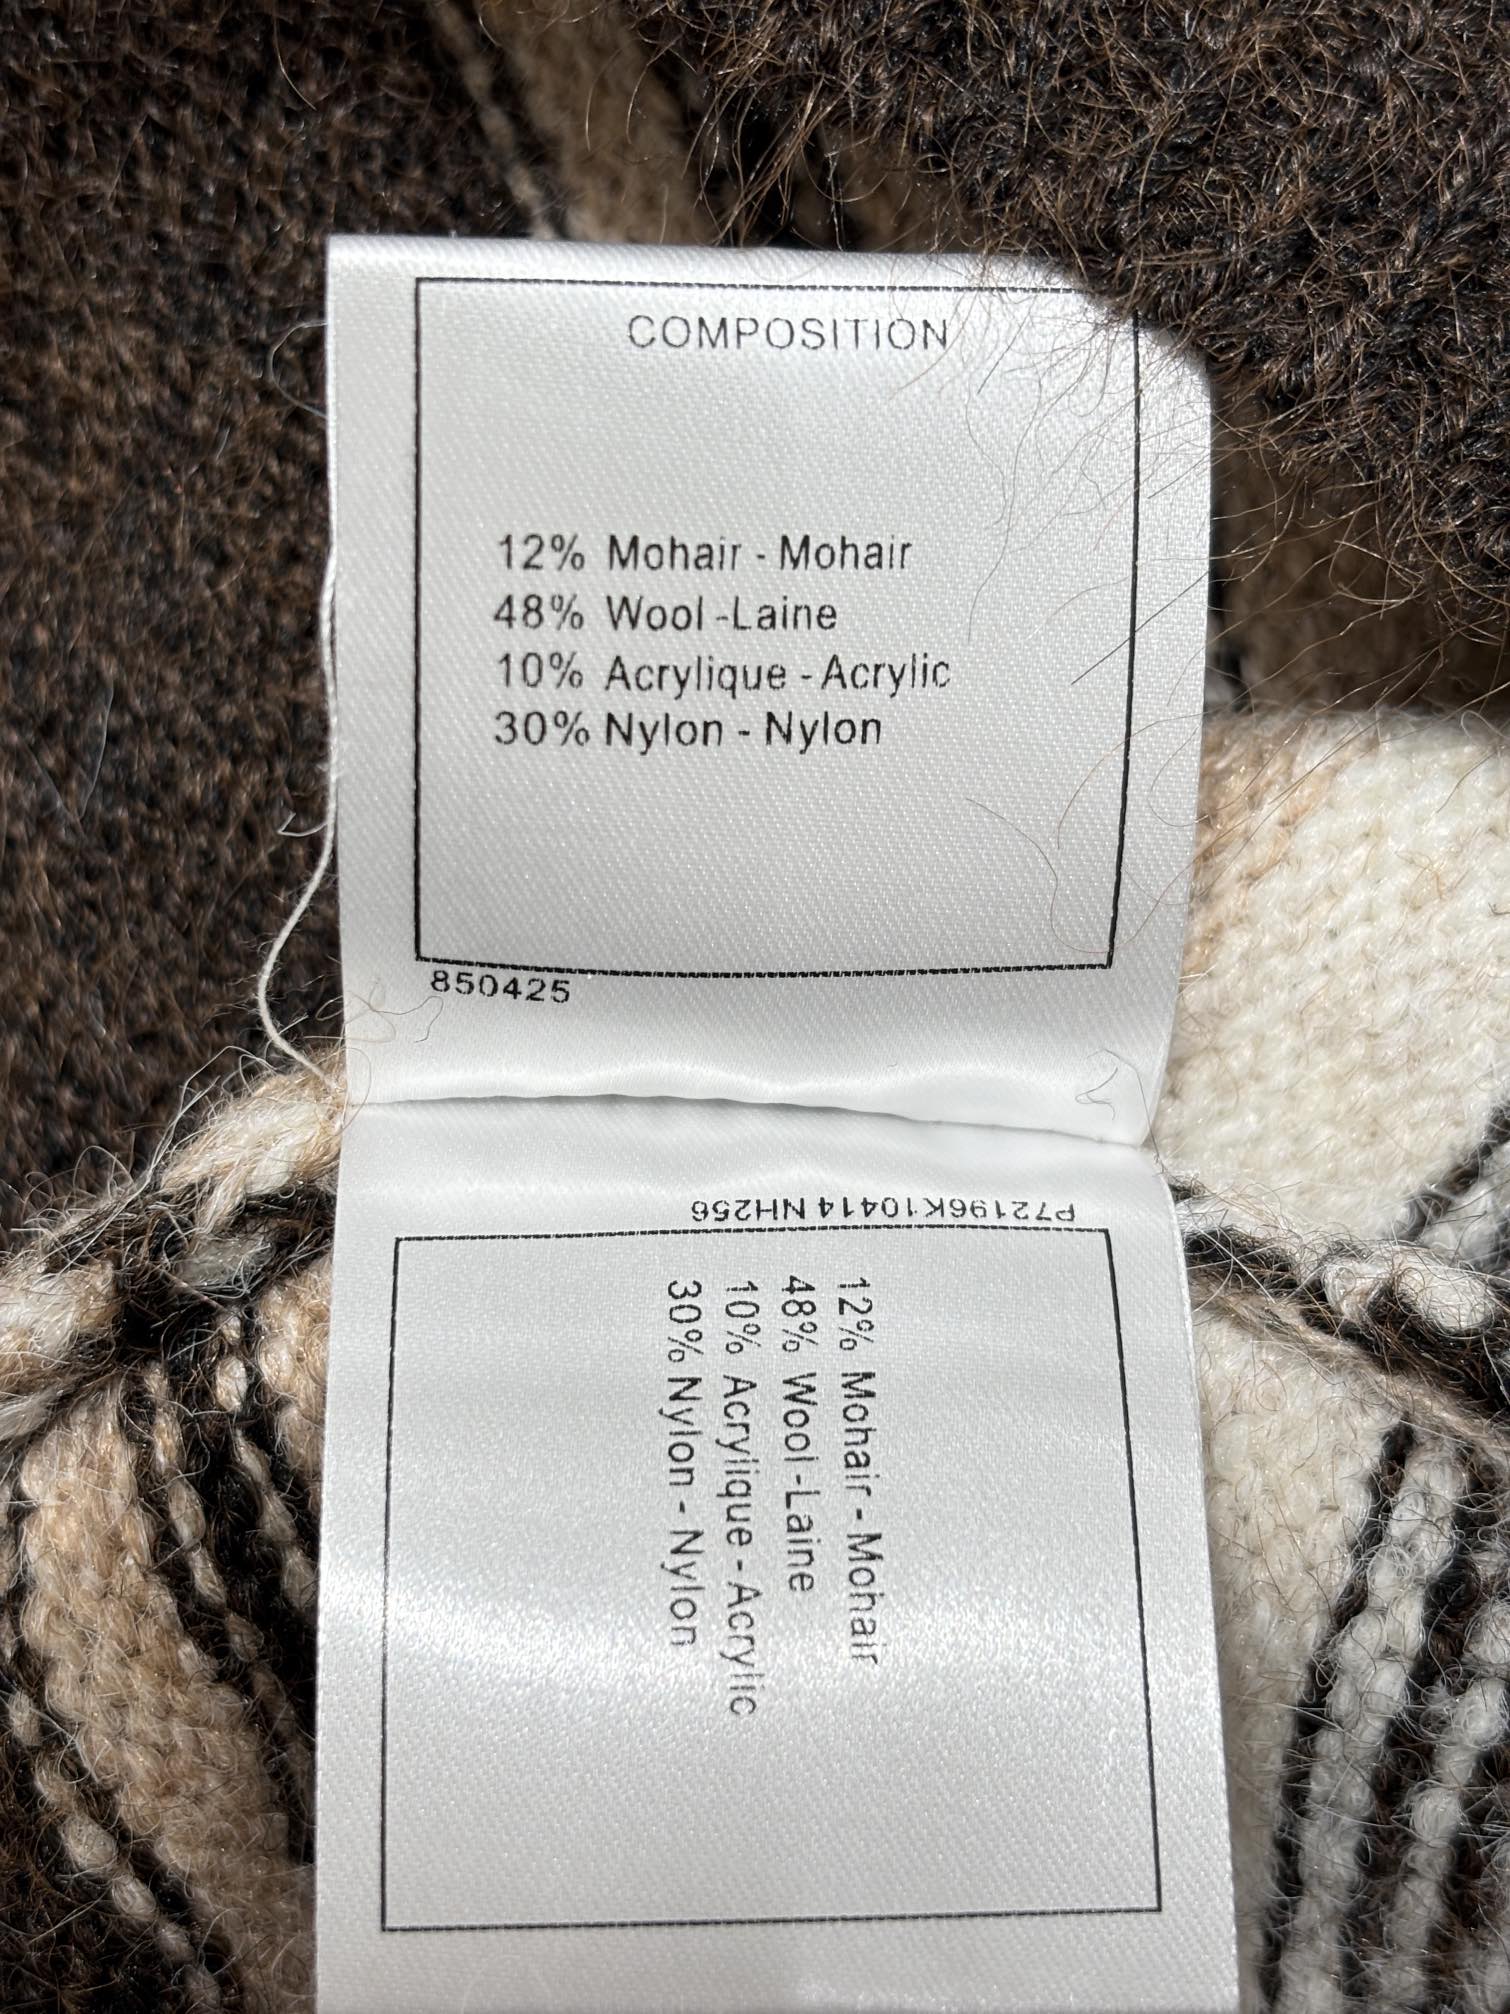 COMPOSITION
12% Mohair - Mohair
48% Wool -Laine
10% Acrylique - Acrylic
30% Nylon - Nylon
850425
P72196K10414 NH256
12% Mohair - Mohair
48% Wool -Laine
10% Acrylique - Acrylic
30% Nylon - Nylon